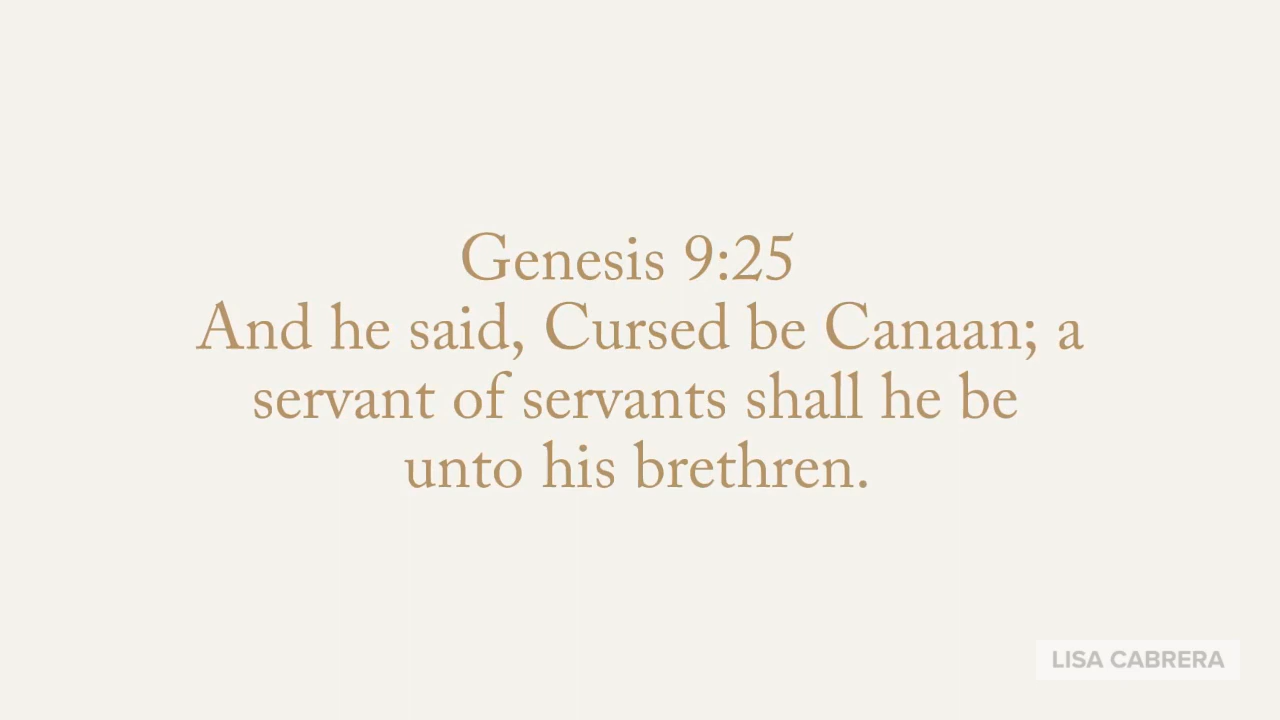 Genesis 9:25
And he said, Cursed be Canaan; a
servant of servants shall he be
unto his brethren.
LISA CABRERA